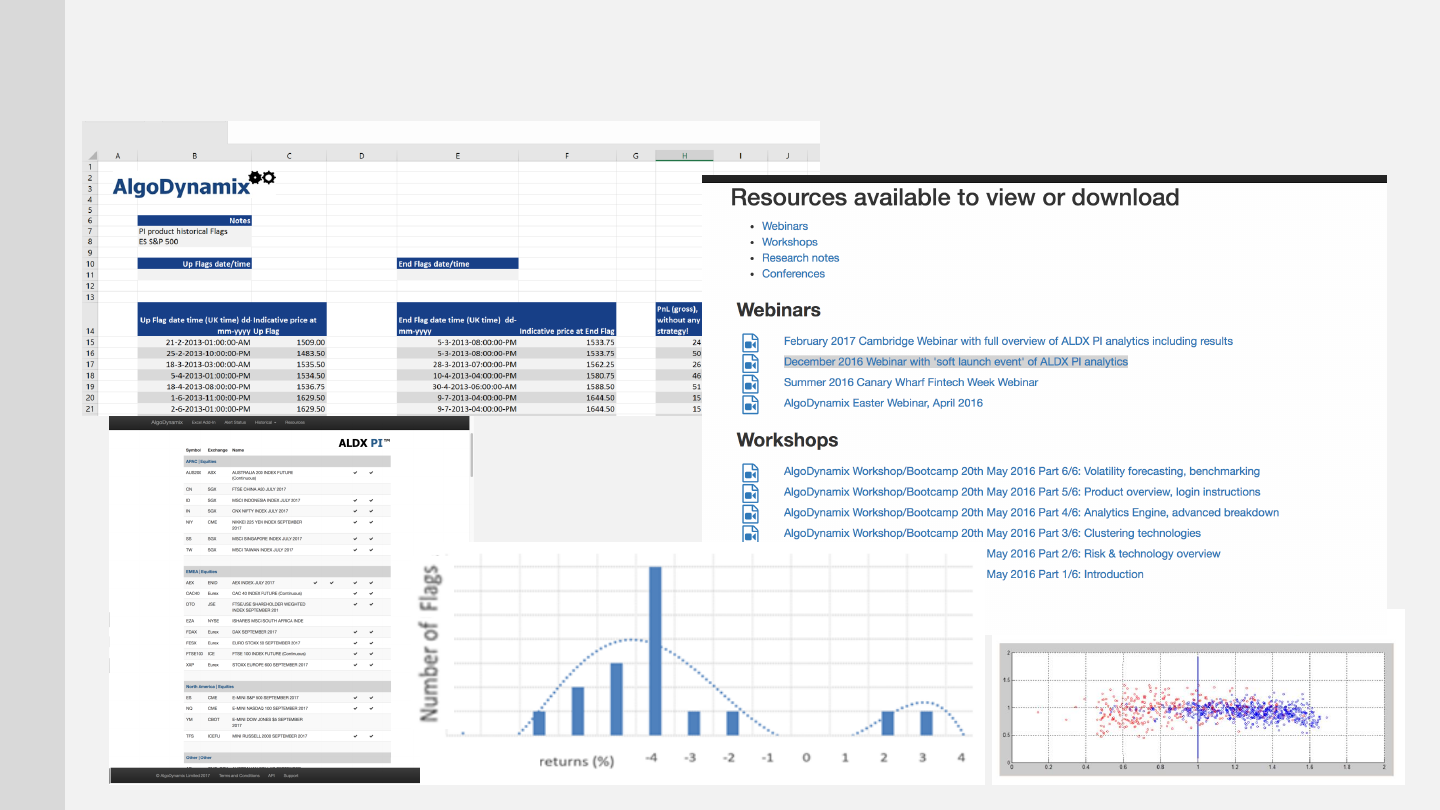 A B C D E F G H I J
1
2
AlgoDynamix
3
4
5
6 Notes
7 PI product historical Flags
8 ES S&P 500
9
10 Up Flags date/time End Flags date/time
11
12
13
PnL (gross),
Up Flag date time (UK time) dd- Indicative price at End Flag date time (UK time) dd- without any
14 mm-yyyy Up Flag mm-yyyy Indicative price at End Flag strategy!
15 21-2-2013-01:00:00-AM 1509.00 5-3-2013-08:00:00-PM 1533.75 24
16 25-2-2013-10:00:00-PM 1483.50 5-3-2013-08:00:00-PM 1533.75 50
17 18-3-2013-03:00:00-AM 1535.50 28-3-2013-07:00:00-PM 1562.25 26
18 5-4-2013-01:00:00-PM 1534.50 10-4-2013-04:00:00-PM 1580.75 46
19 18-4-2013-08:00:00-PM 1536.75 30-4-2013-06:00:00-AM 1588.50 51
20 1-6-2013-11:00:00-PM 1629.50 9-7-2013-04:00:00-PM 1644.50 15
21 2-6-2013-01:00:00-PM 1629.50 9-7-2013-04:00:00-PM 1644.50 15
Resources available to view or download
• Webinars
• Workshops
• Research notes
• Conferences
Webinars
February 2017 Cambridge Webinar with full overview of ALDX PI analytics including results
December 2016 Webinar with 'soft launch event' of ALDX PI analytics
Summer 2016 Canary Wharf Fintech Week Webinar
AlgoDynamix Easter Webinar, April 2016
Workshops
AlgoDynamix Workshop/Bootcamp 20th May 2016 Part 6/6: Volatility forecasting, benchmarking
AlgoDynamix Workshop/Bootcamp 20th May 2016 Part 5/6: Product overview, login instructions
AlgoDynamix Workshop/Bootcamp 20th May 2016 Part 4/6: Analytics Engine, advanced breakdown
AlgoDynamix Workshop/Bootcamp 20th May 2016 Part 3/6: Clustering technologies
May 2016 Part 2/6: Risk & technology overview
May 2016 Part 1/6: Introduction
AlgoDynamix Excel Admin Alert Status Historical Resources
ALDX PI™
Symbol Exchange Name
APAC | Equities
AUS200 ASX AUSTRALIA 200 INDEX FUTURE
(Continuous)
CN SGX FTSE CHINA A50 JULY 2017
ID SGX MSCI INDONESIA INDEX JULY 2017
IN SGX CNX NIFTY INDEX JULY 2017
NIY CME NIKKEI 225 YEN INDEX SEPTEMBER
2017
SS SGX MSCI SINGAPORE INDEX JULY 2017
TW SGX MSCI TAIWAN INDEX JULY 2017
EMEA | Equities
AEX AEX INDEX JULY 2017
CAC40 Eurex CAC 40 INDEX FUTURE (Continuous)
DTO JSE FTSE/JSE SHAREHOLDER WEIGHTED
INDEX SEPTEMBER 201
EZA NYSE ISHARES MSCI SOUTH AFRICA INDE
FDAX Eurex DAX SEPTEMBER 2017
FESX Eurex EURO STOXX 50 SEPTEMBER 2017
FTSE100 ICE FTSE 100 INDEX FUTURE (Continuous)
XXP Eurex STOXX EUROPE 600 SEPTEMBER 2017
North America | Equities
ES CME E-MINI S&P 500 SEPTEMBER 2017
NQ CME E-MINI NASDAQ 100 SEPTEMBER 2017
YM CBOT E-MINI DOW JONES $5 SEPTEMBER
2017
TFS ICEFU MINI RUSSELL 2000 SEPTEMBER 2017
Other | Other
© AlgoDynamix Limited 2017 Terms and Conditions API Support
Number of Flags
returns (%) -4 -3 -2 -1 0 1 2 3 4
2
1.5
1
0.5
0 0.2 0.4 0.6 0.8 1 1.2 1.4 1.6 1.8 2